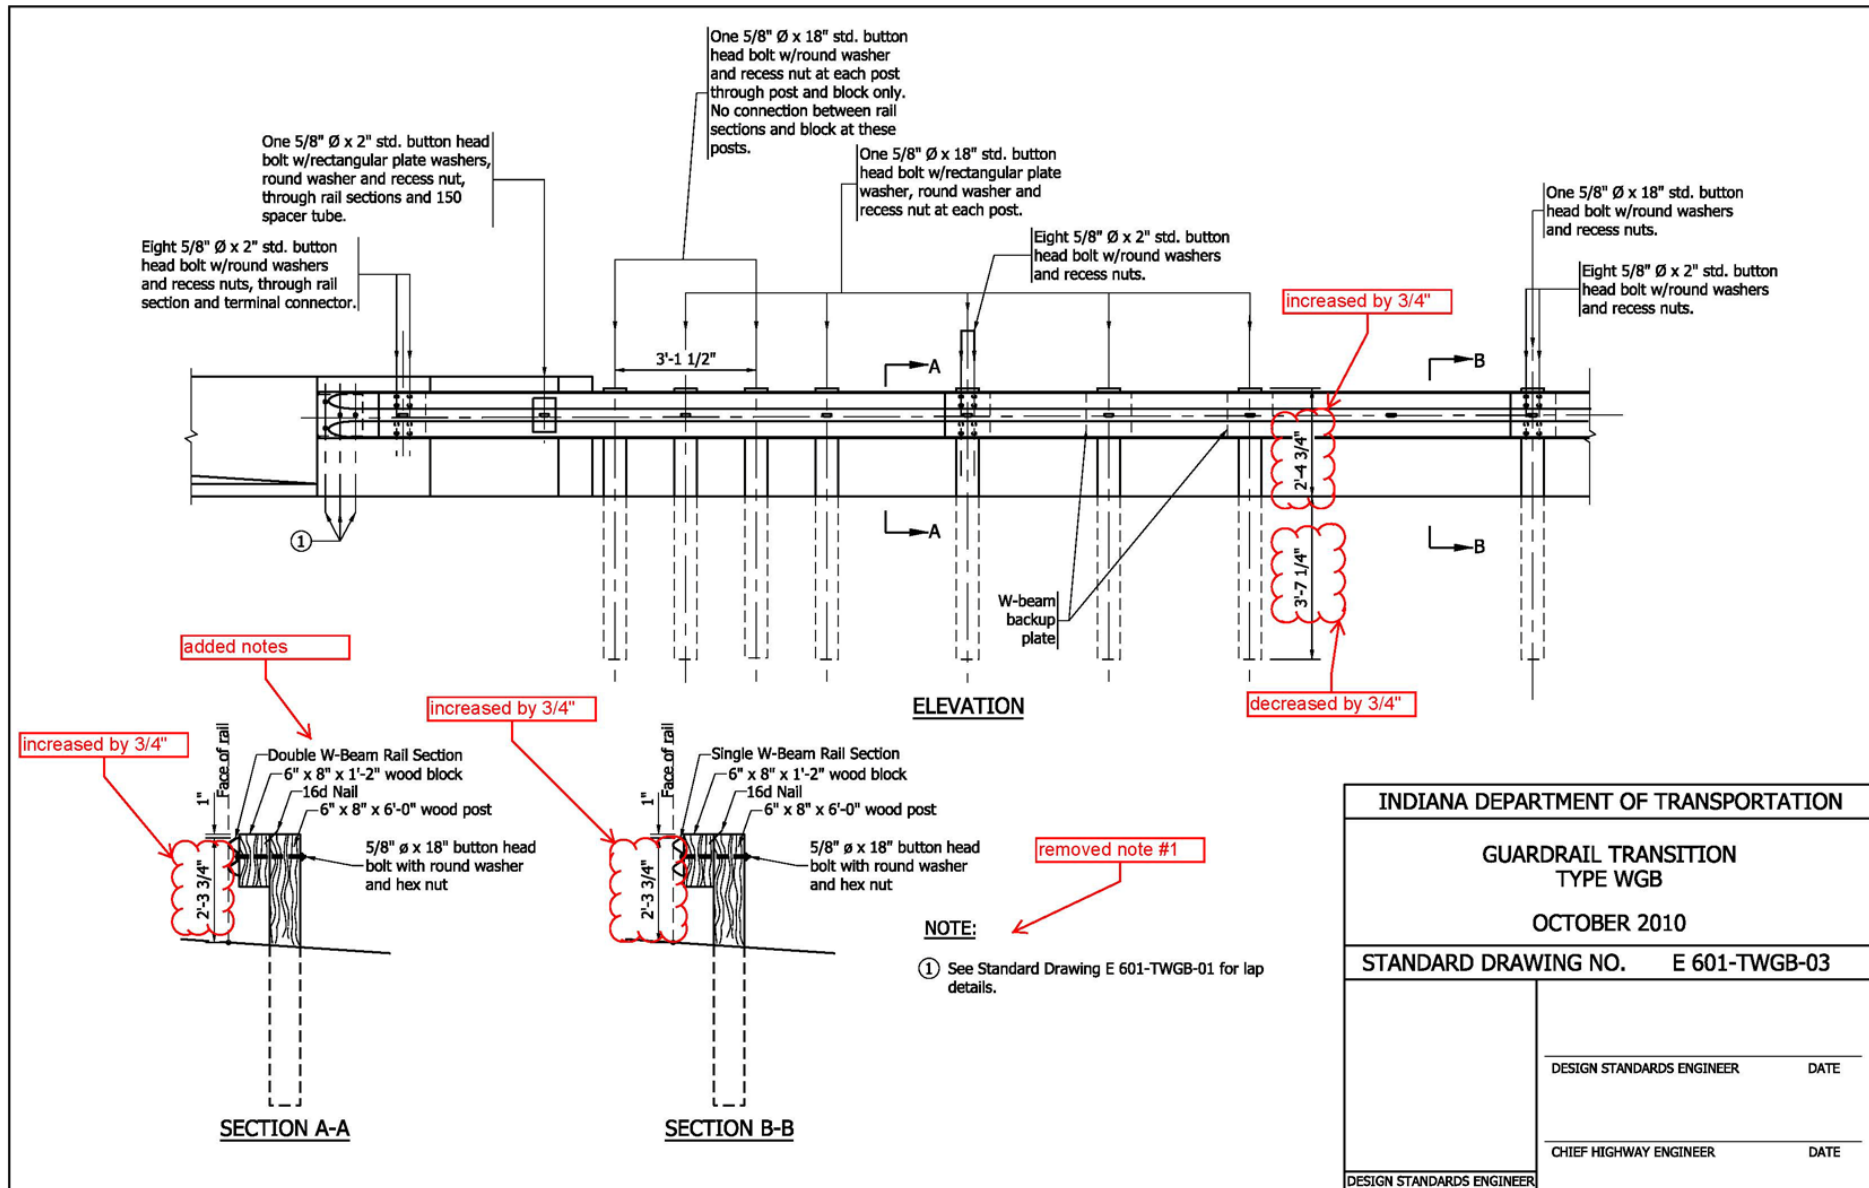 One 5/8" Ø x 18" std. button
head bolt w/round washer
and recess nut at each post
through post and block only.
No connection between rail
sections and block at these
posts.
One 5/8" Ø x 2" std. button head
bolt w/rectangular plate washers,
round washer and recess nut,
through rail sections and 150
spacer tube.
One 5/8" Ø x 18" std. button
head bolt w/rectangular plate
washer, round washer and
recess nut at each post.
One 5/8" Ø x 18" std. button
head bolt w/round washers
and recess nuts.
Eight 5/8" Ø x 2" std. button
head bolt w/round washers
and recess nuts, through rail
section and terminal connector.
Eight 5/8" Ø x 2" std. button
head bolt w/round washers
and recess nuts.
Eight 5/8" Ø x 2" std. button
head bolt w/round washers
and recess nuts.
increased by 3/4"
3'-1 1/2"
A
B
2'-4 3/4"
1
A
B
3'-7 1/4"
W-beam
backup
plate
decreased by 3/4"
ELEVATION
added notes
increased by 3/4"
increased by 3/4"
Face of rail
1"
Double W-Beam Rail Section
6" x 8" x 1'-2" wood block
16d Nail
6" x 8" x 6'-0" wood post
5/8" ø x 18" button head
bolt with round washer
and hex nut
2'-3 3/4"
SECTION A-A
Face of rail
1"
Single W-Beam Rail Section
6" x 8" x 1'-2" wood block
16d Nail
6" x 8" x 6'-0" wood post
5/8" ø x 18" button head
bolt with round washer
and hex nut
2'-3 3/4"
SECTION B-B
removed note #1
NOTE:
1 See Standard Drawing E 601-TWGB-01 for lap
details.
INDIANA DEPARTMENT OF TRANSPORTATION
GUARDRAIL TRANSITION
TYPE WGB
OCTOBER 2010
STANDARD DRAWING NO. E 601-TWGB-03
DESIGN STANDARDS ENGINEER DATE
CHIEF HIGHWAY ENGINEER DATE
DESIGN STANDARDS ENGINEER